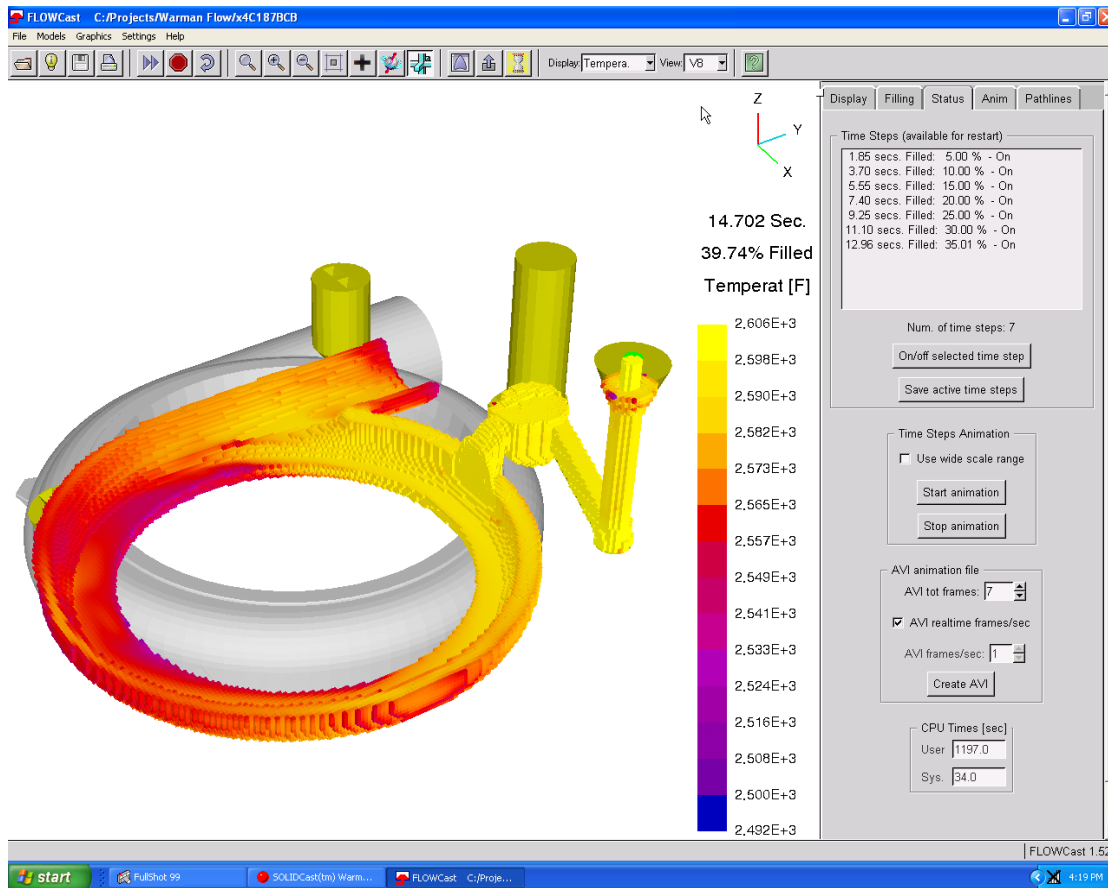 FLOWCast C:/Projects/Warman Flow/x4C187BCB
File Models Graphics Settings Help
Display: Tempera. View: V8
Display Filling Status Anim Pathlines
Z
Y
X
14.702 Sec.
39.74% Filled
Temperat [F]
2,606E+3
2,598E+3
2,590E+3
2,582E+3
2,573E+3
2,565E+3
2,557E+3
2,549E+3
2,541E+3
2,533E+3
2,524E+3
2,516E+3
2,508E+3
2,500E+3
2,492E+3
Time Steps (available for restart)
1.85 secs. Filled: 5.00 % - On
3.70 secs. Filled: 10.00 % - On
5.55 secs. Filled: 15.00 % - On
7.40 secs. Filled: 20.00 % - On
9.25 secs. Filled: 25.00 % - On
11.10 secs. Filled: 30.00 % - On
12.96 secs. Filled: 35.01 % - On
Num. of time steps: 7
On/off selected time step
Save active time steps
Time Steps Animation
Use wide scale range
Start animation
Stop animation
AVI animation file
AVI tot frames: 7
AVI realtime frames/sec
AVI frames/sec: 1
Create AVI
CPU Times [sec]
User 1197.0
Sys. 34.0
FLOWCast 1.52
start FullShot 99 SOLIDCast(tm) Warm... FLOWCast C:/Proje... 4:19 PM